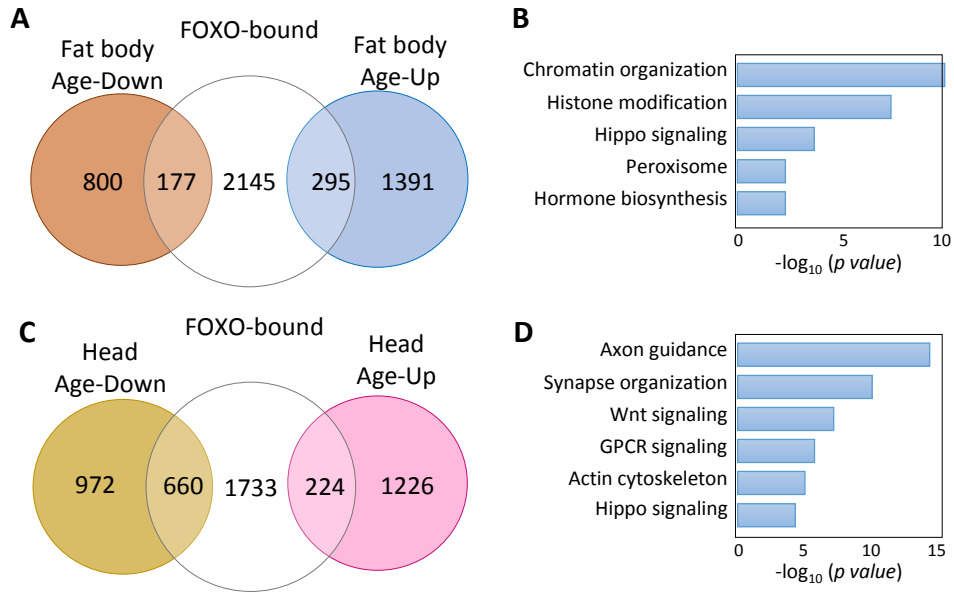 A
FOXO-bound
Fat body
Age-Down
Fat body
Age-Up
800
177
2145
295
1391
B
Chromatin organization
Histone modification
Hippo signaling
Peroxisome
Hormone biosynthesis
0
5
10
-log₁₀ (p value)
C
FOXO-bound
Head
Age-Down
Head
Age-Up
972
660
1733
224
1226
D
Axon guidance
Synapse organization
Wnt signaling
GPCR signaling
Actin cytoskeleton
Hippo signaling
0
5
10
15
-log₁₀ (p value)